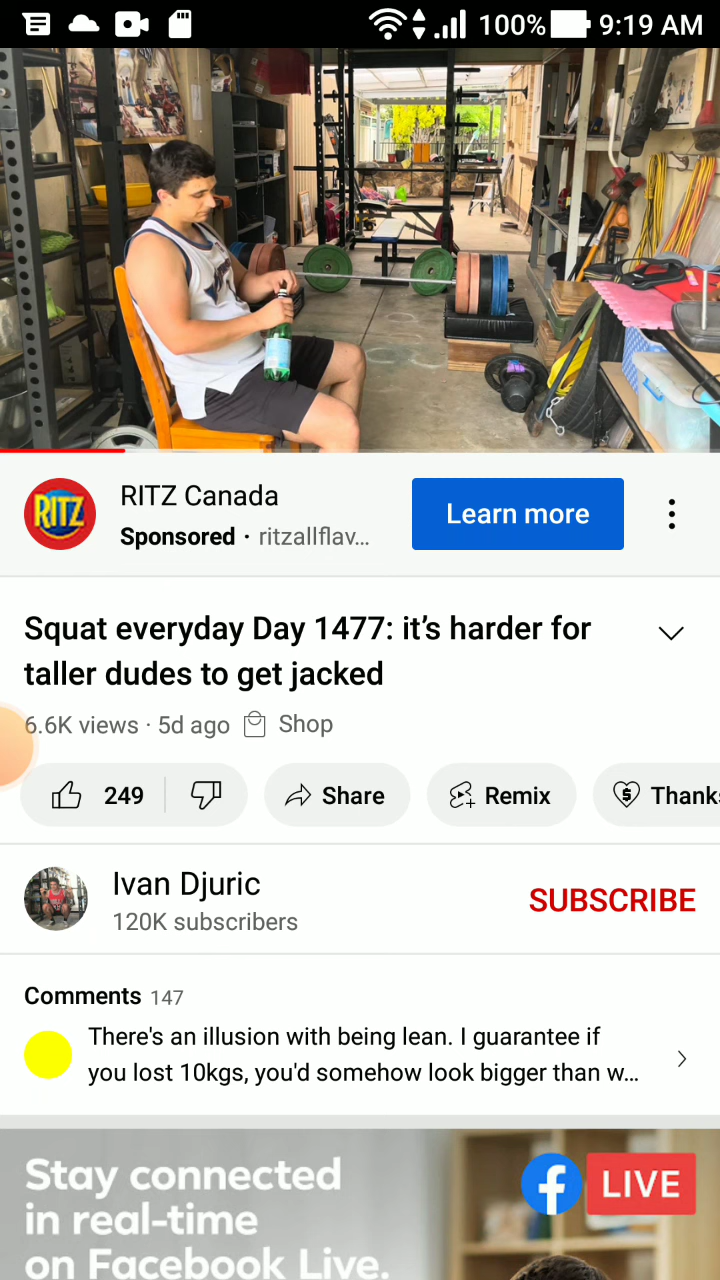 100% 9:19 AM
RITZ
RITZ Canada
Sponsored · ritzallflav...
Learn more
Squat everyday Day 1477: it's harder for
taller dudes to get jacked
6.6K views · 5d ago Shop
249 Share Remix Thanks
Ivan Djuric
120K subscribers
SUBSCRIBE
Comments 147
There's an illusion with being lean. I guarantee if
you lost 10kgs, you'd somehow look bigger than w...
Stay connected
in real-time
on Facebook Live.
f LIVE